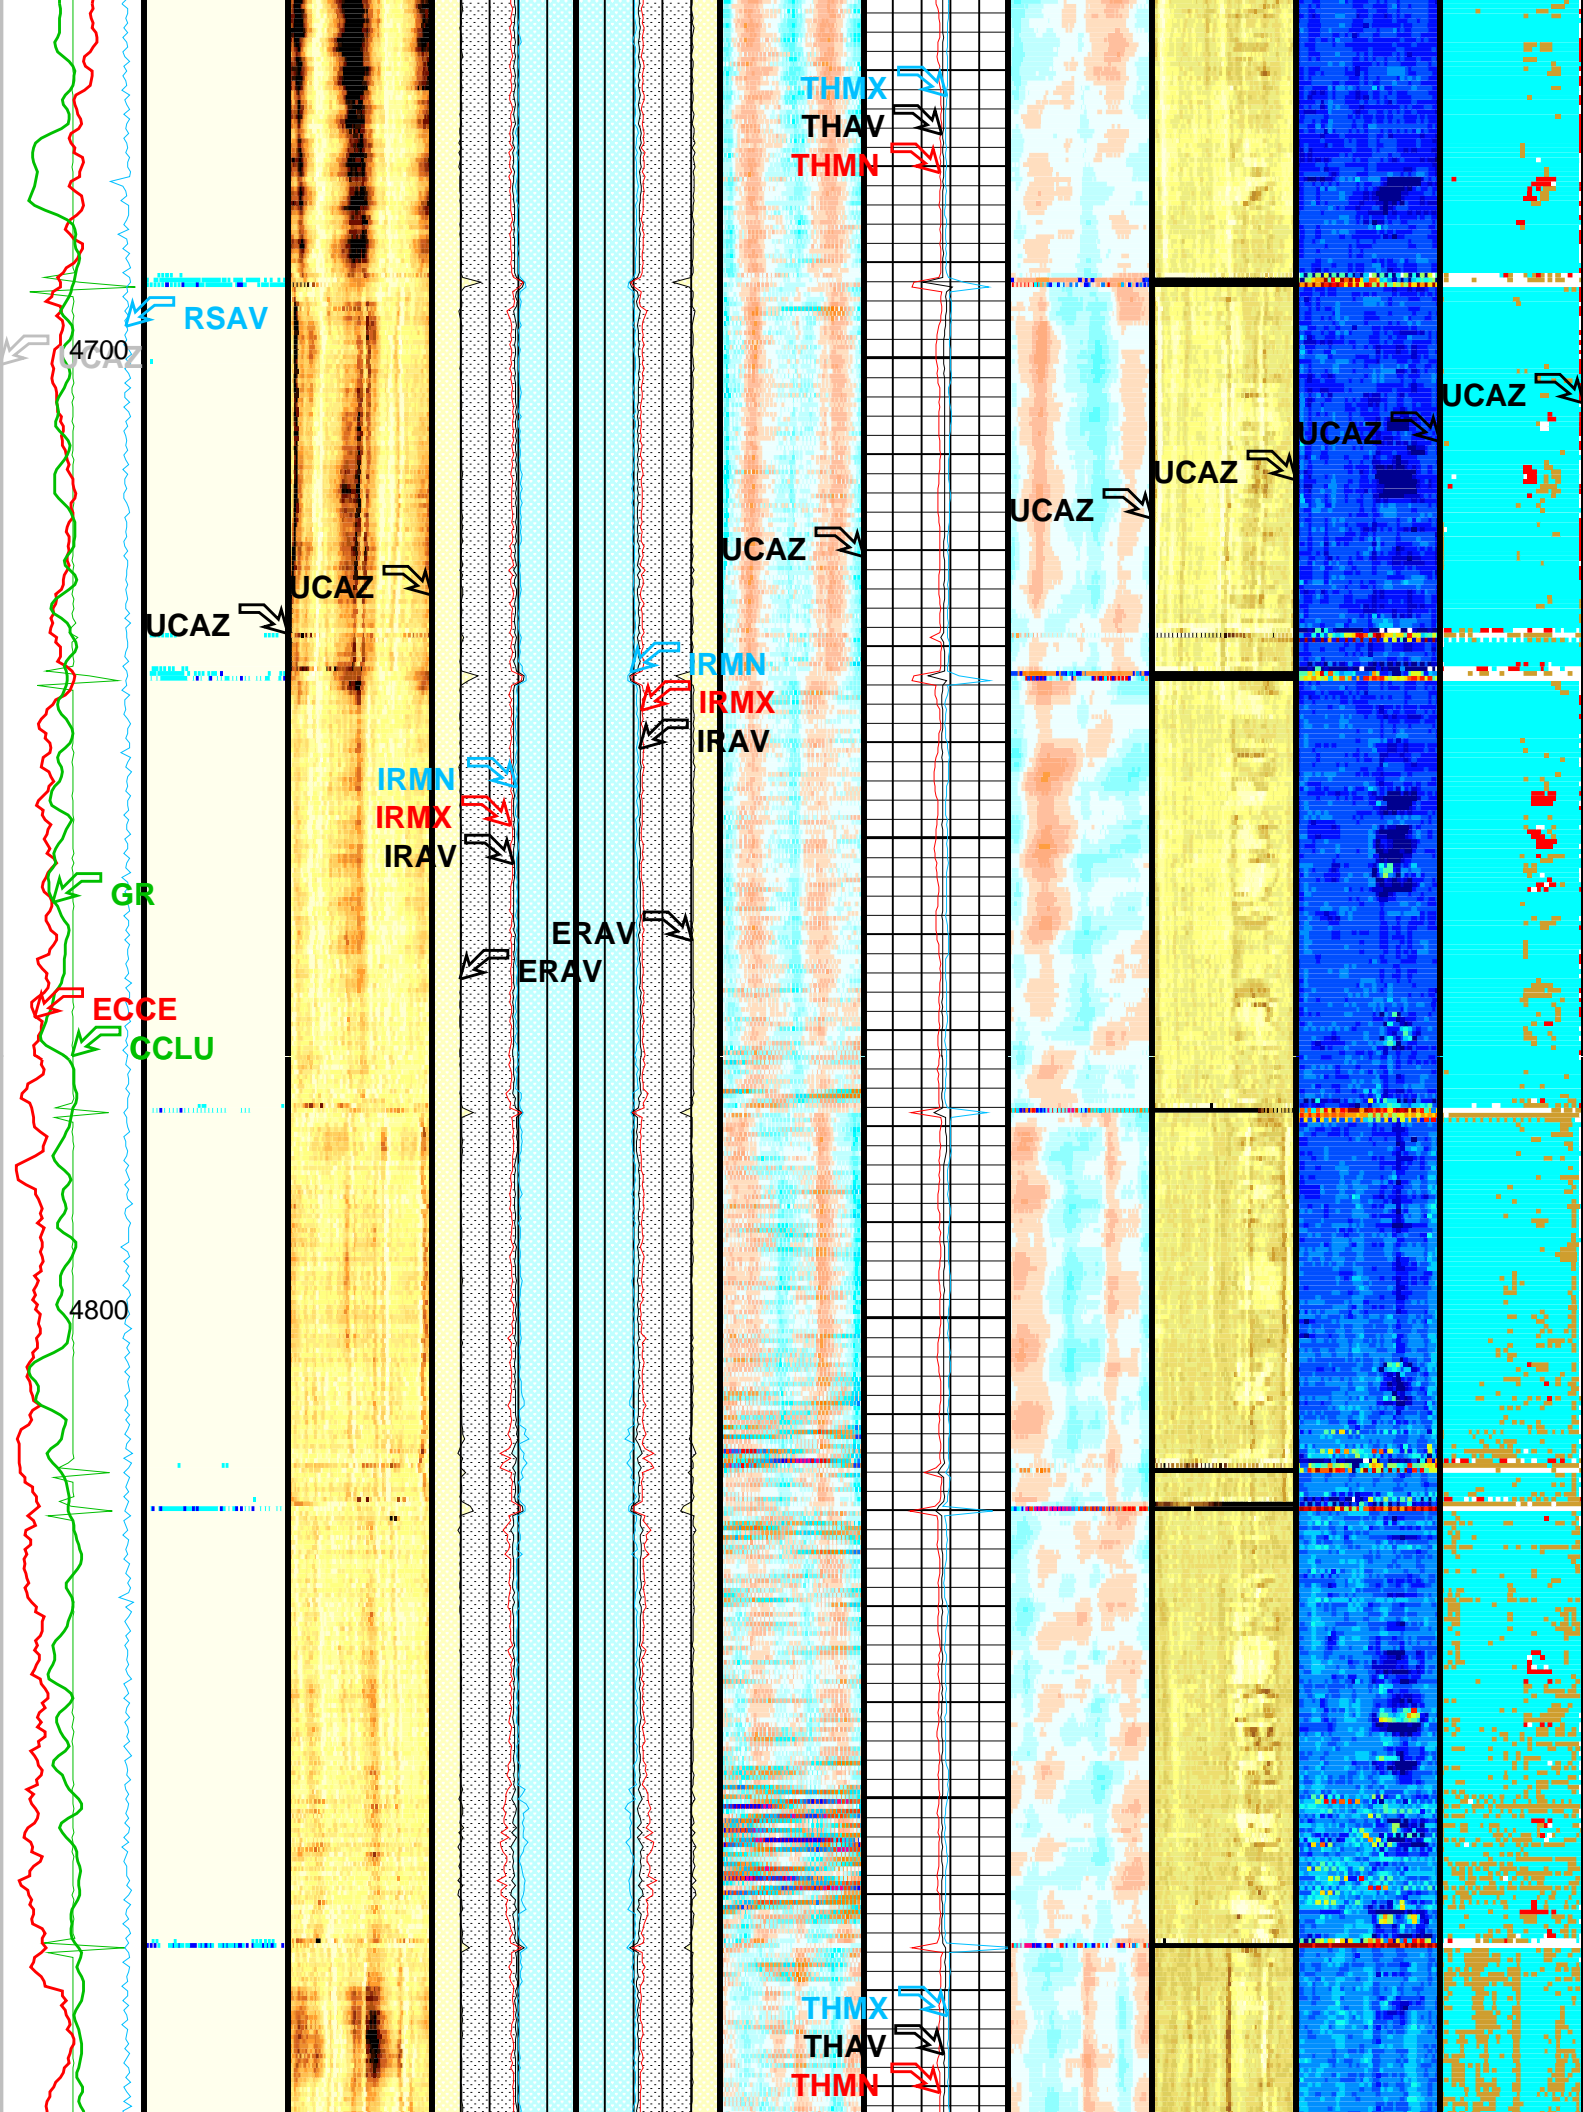 THMX
THAV
THMN
RSAV
4700
UCAZ
UCAZ
UCAZ
UCAZ
UCAZ
UCAZ
UCAZ
UCAZ
IRMN
IRMX
IRAV
IRMN
IRMX
IRAV
GR
ERAV
ERAV
ECCE
CCLU
4800
THMX
THAV
THMN